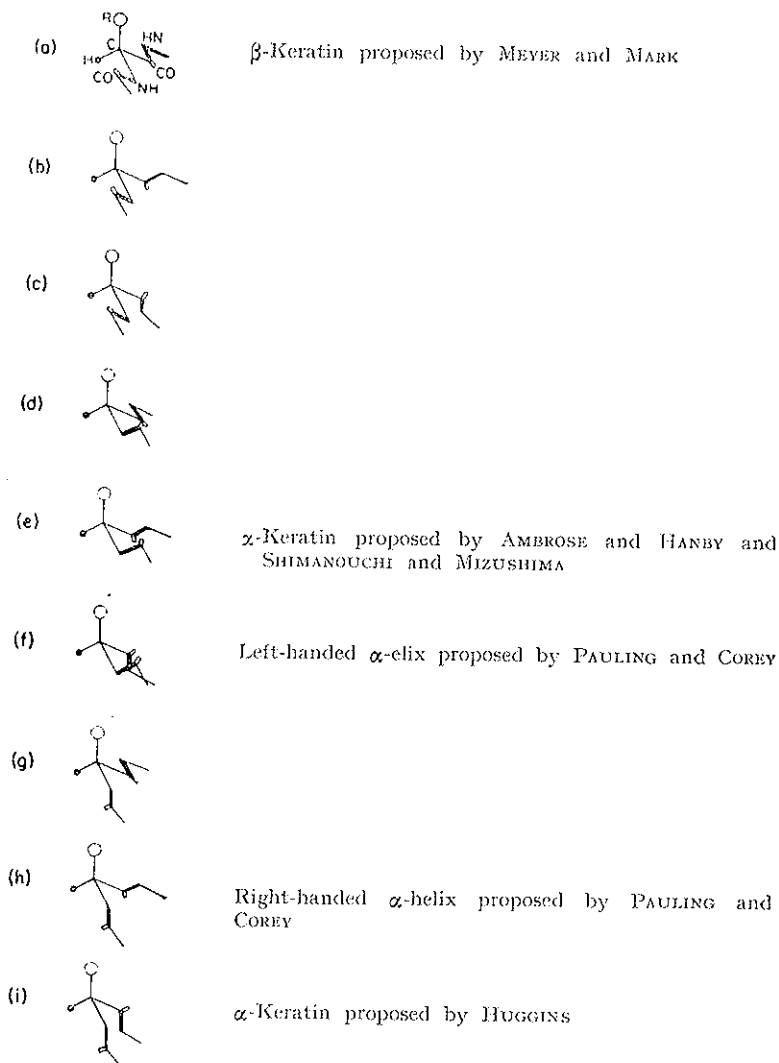 (a) R C HN β-Keratin proposed by MEYER and MARK
H CO
CO NH
(b)
(c)
(d)
(e) α-Keratin proposed by AMBROSE and HANBY and
SHIMANOUCHI and MIZUSHIMA
(f) Left-handed α-elix proposed by PAULING and COREY
(g)
(h) Right-handed α-helix proposed by PAULING and
COREY
(i) α-Keratin proposed by HUGGINS